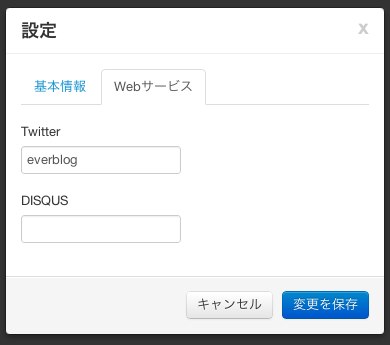 設定
x
基本情報
Webサービス
Twitter
everblog
DISQUS
キャンセル
変更を保存